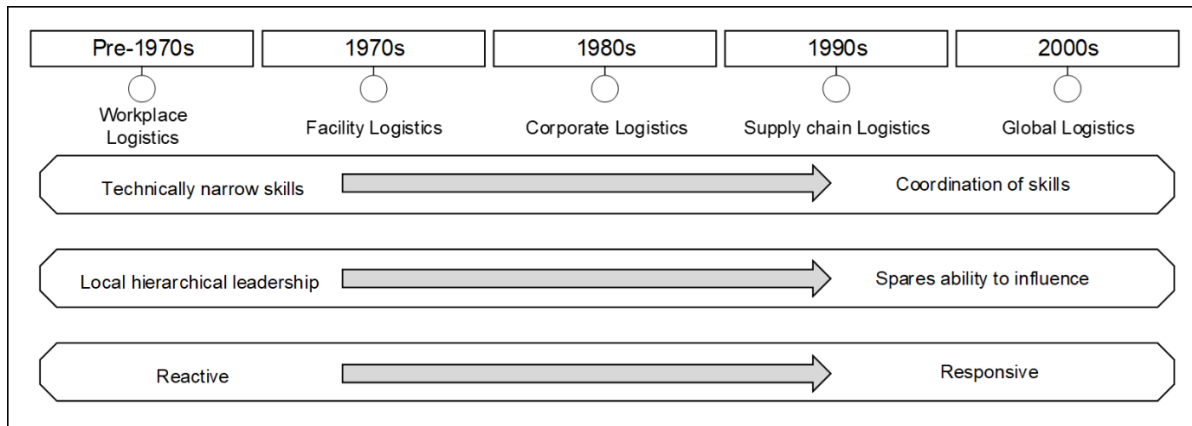 Pre-1970s
1970s
1980s
1990s
2000s
Workplace
Logistics
Facility Logistics
Corporate Logistics
Supply chain Logistics
Global Logistics
Technically narrow skills
Coordination of skills
Local hierarchical leadership
Spares ability to influence
Reactive
Responsive